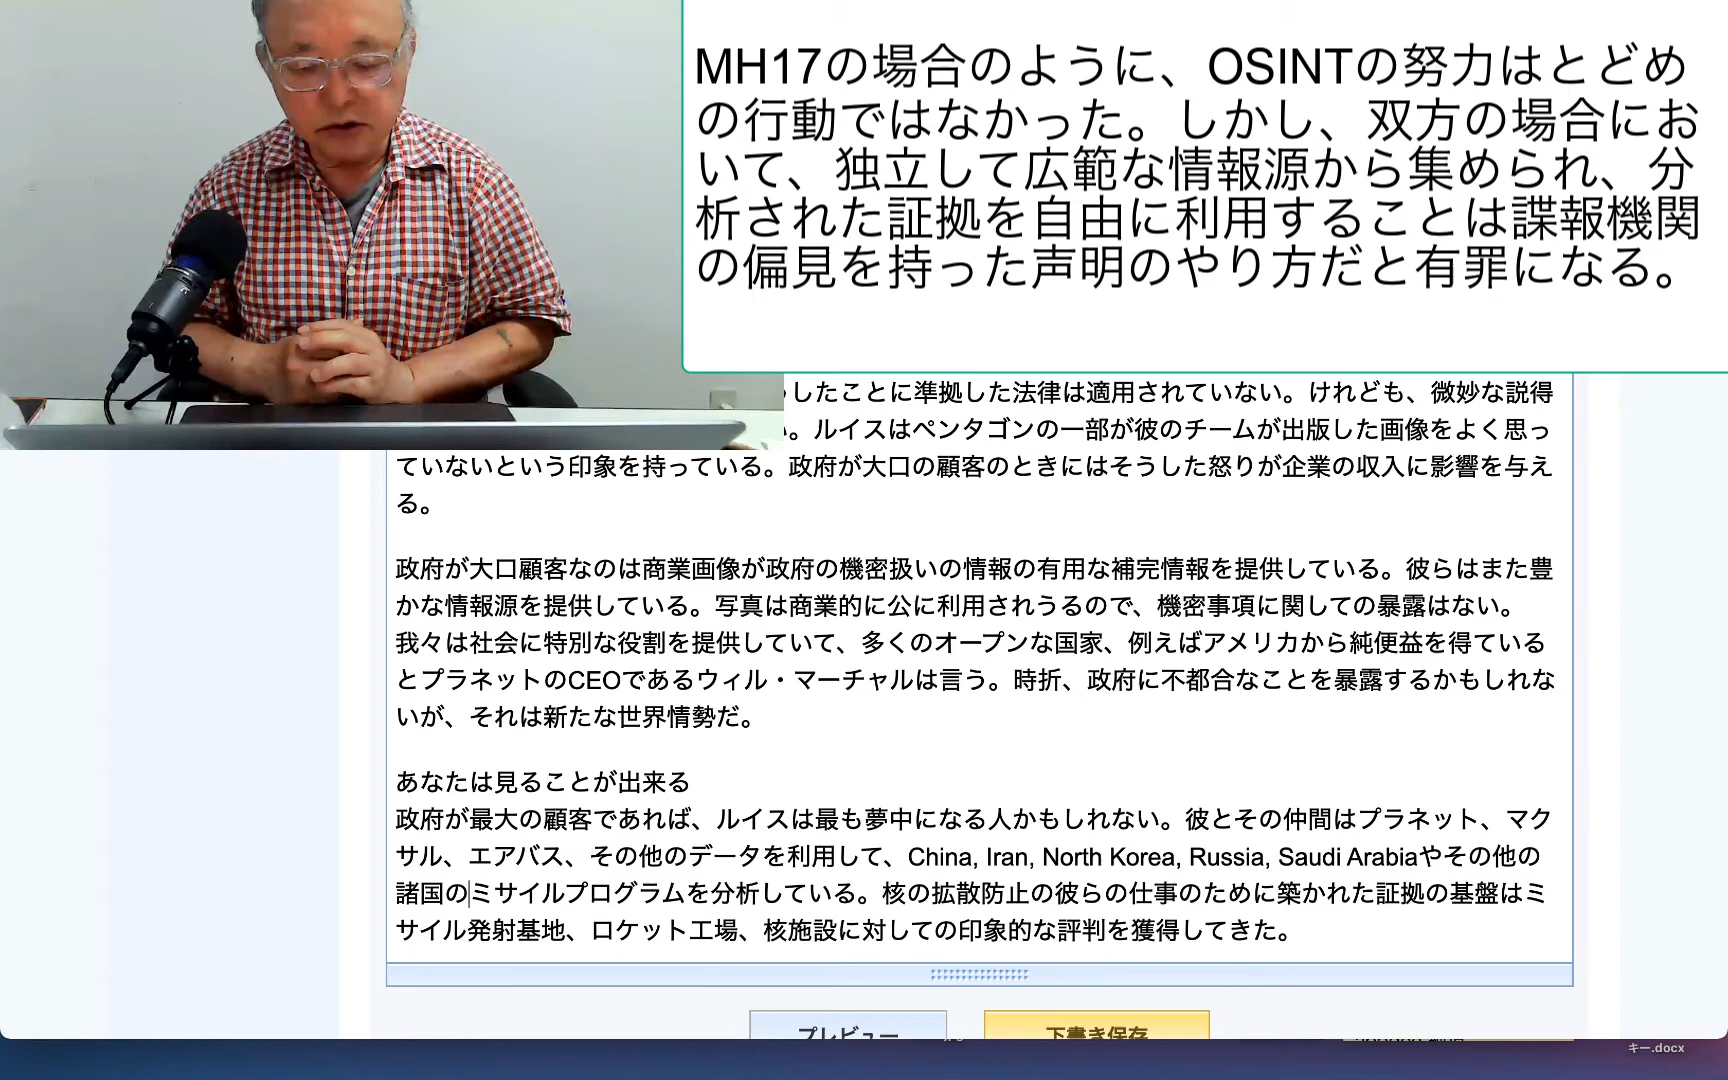 MH17の場合のように、OSINTの努力はとどめ
の行動ではなかった。しかし、双方の場合にお
いて、独立して広範な情報源から集められ、分
析された証拠を自由に利用することは諜報機関
の偏見を持った声明のやり方だと有罪になる。
したことに準拠した法律は適用されていない。けれども、微妙な説得
。ルイスはペンタゴンの一部が彼のチームが出版した画像をよく思っ
ていないという印象を持っている。政府が大口の顧客のときにはそうした怒りが企業の収入に影響を与え
る。
政府が大口顧客なのは商業画像が政府の機密扱いの情報の有用な補完情報を提供している。彼らはまた豊
かな情報源を提供している。写真は商業的に公に利用されうるので、機密事項に関しての暴露はない。
我々は社会に特別な役割を提供していて、多くのオープンな国家、例えばアメリカから純便益を得ている
とプラネットのCEOであるウィル・マーチャルは言う。時折、政府に不都合なことを暴露するかもしれな
いが、それは新たな世界情勢だ。
あなたは見ることが出来る
政府が最大の顧客であれば、ルイスは最も夢中になる人かもしれない。彼とその仲間はプラネット、マク
サル、エアバス、その他のデータを利用して、China, Iran, North Korea, Russia, Saudi Arabiaやその他の
諸国のミサイルプログラムを分析している。核の拡散防止の彼らの仕事のために築かれた証拠の基盤はミ
サイル発射基地、ロケット工場、核施設に対しての印象的な評判を獲得してきた。
プレビュー
下書き保存
キー.docx